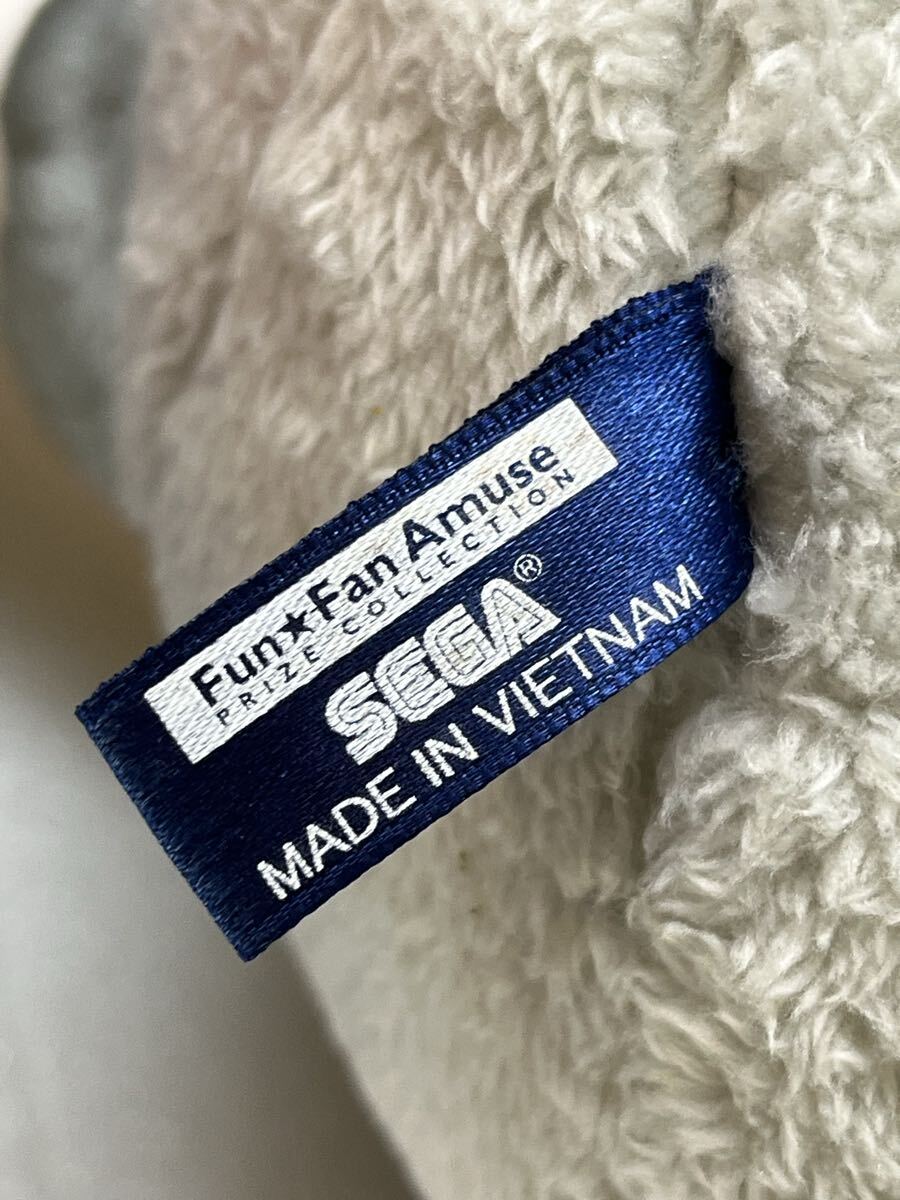 Fun★Fan Amuse
PRIZE COLLECTION
SEGA®
MADE IN VIETNAM